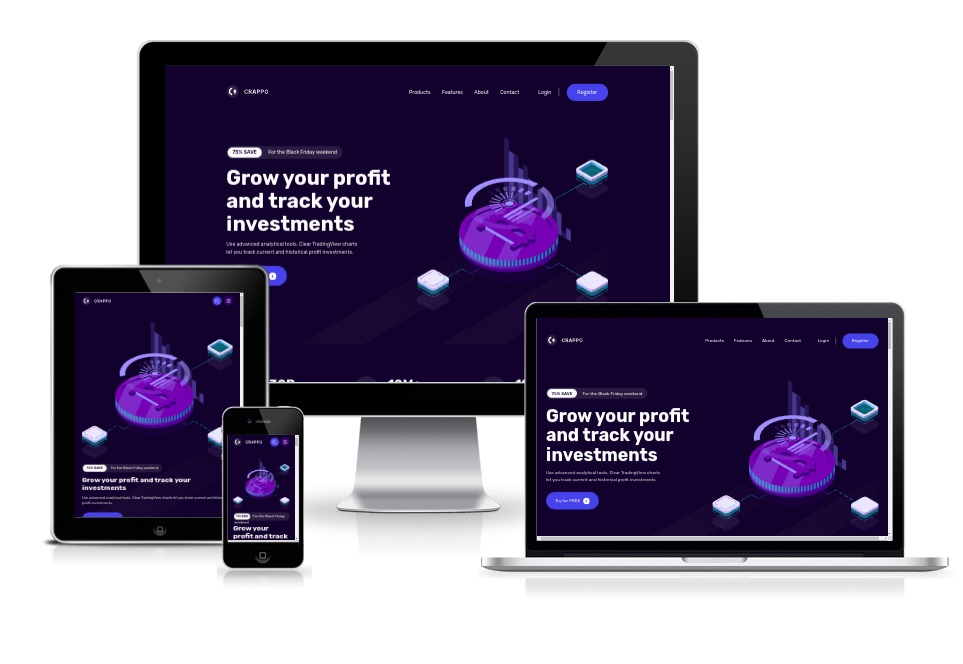 CRAPPO
Products Features About Contact Login | Register
75% SAVE For the Black Friday weekend
Grow your profit
and track your
investments
Use advanced analytical tools. Clear TradingView charts
let you track current and historical profit investments.
CRAPPO
75% SAVE For the Black Friday weekend
Grow your profit and track your
investments
Use advanced analytical tools. Clear TradingView charts let you track current and
profit investments.
CRAPPO
75% SAVE For the Black Friday
weekend
Grow your
profit and track
CRAPPO
Products Features About Contact Login | Register
75% SAVE For the Black Friday weekend
Grow your profit
and track your
investments
Use advanced analytical tools. Clear TradingView charts
let you track current and historical profit investments.
Try for FREE